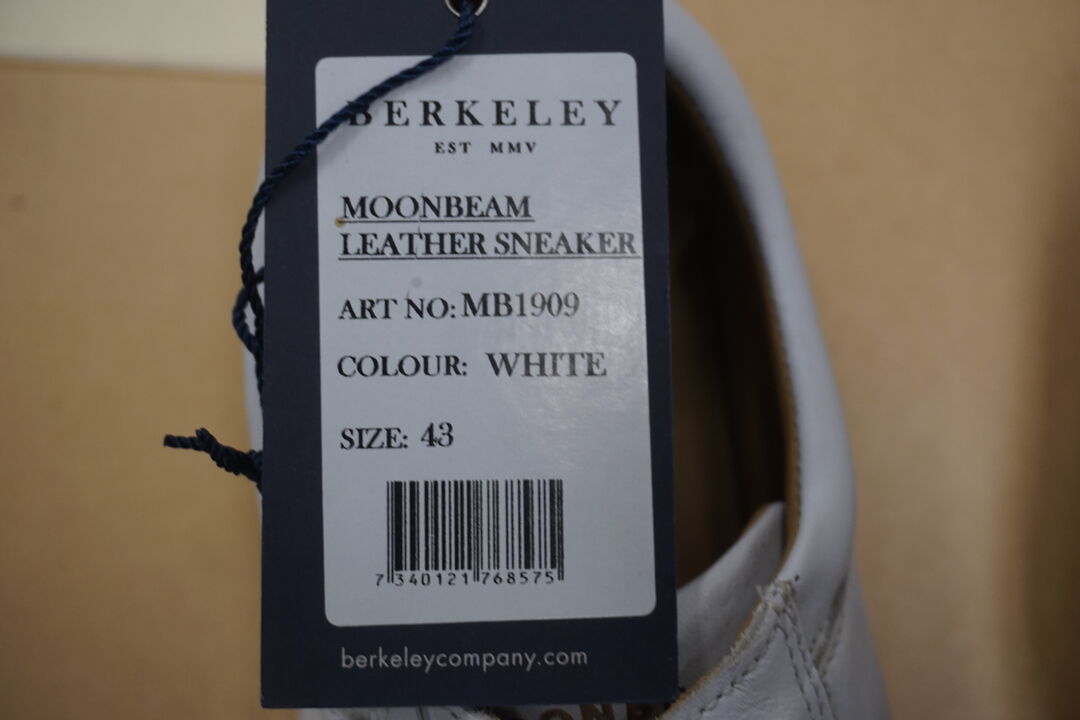 BERKELEY
EST MMV
MOONBEAM
LEATHER SNEAKER
ART NO: MB1909
COLOUR: WHITE
SIZE: 43
7 340121 768575
berkeleycompany.com